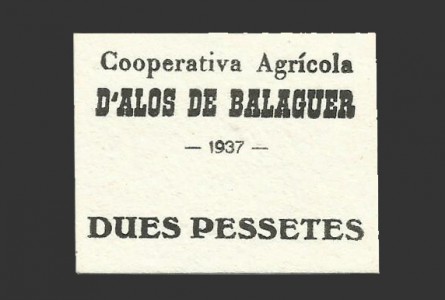 Cooperativa Agrícola
D'ALOS DE BALAGUER
— 1937 —
DUES PESSETES